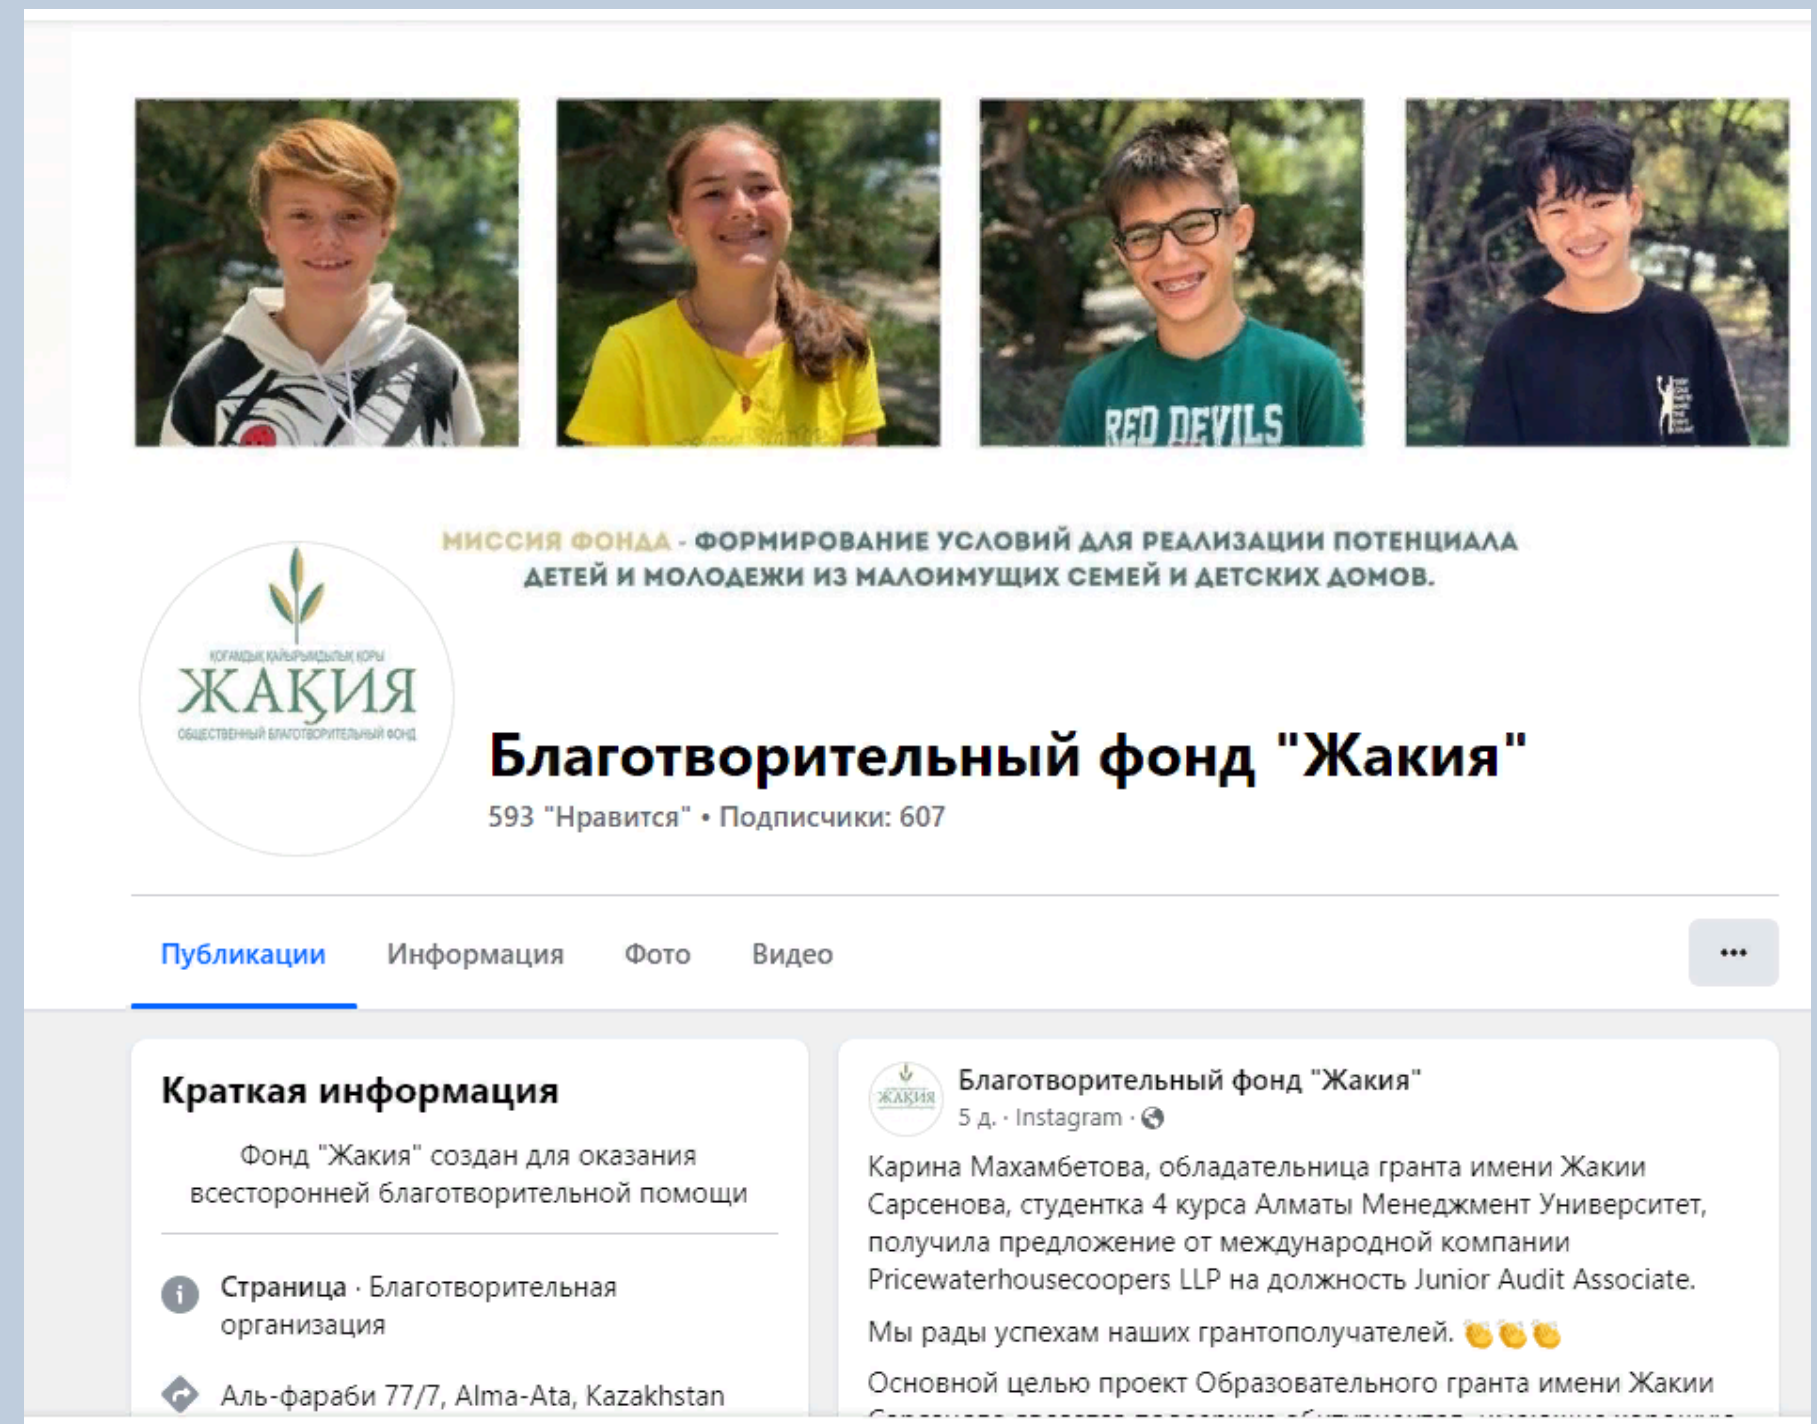 RED DEVILS
МИССИЯ ФОНДА - ФОРМИРОВАНИЕ УСЛОВИЙ ДЛЯ РЕАЛИЗАЦИИ ПОТЕНЦИАЛА
ДЕТЕЙ И МОЛОДЕЖИ ИЗ МАЛОИМУЩИХ СЕМЕЙ И ДЕТСКИХ ДОМОВ.
ҚОҒАМДЫҚ ҚАЙЫРЫМДЫЛЫҚ ҚОРЫ
ЖАҚИЯ
ОБЩЕСТВЕННЫЙ БЛАГОТВОРИТЕЛЬНЫЙ ФОНД
Благотворительный фонд "Жакия"
593 "Нравится" • Подписчики: 607
Публикации Информация Фото Видео
Краткая информация
Фонд "Жакия" создан для оказания
всесторонней благотворительной помощи
Страница · Благотворительная
организация
Аль-фараби 77/7, Alma-Ata, Kazakhstan
ЖАҚИЯ
Благотворительный фонд "Жакия"
5 д. · Instagram ·
Карина Махамбетова, обладательница гранта имени Жакии
Сарсенова, студентка 4 курса Алматы Менеджмент Университет,
получила предложение от международной компании
Pricewaterhousecoopers LLP на должность Junior Audit Associate.
Мы рады успехам наших грантополучателей. 👏👏👏
Основной целью проект Образовательного гранта имени Жакии